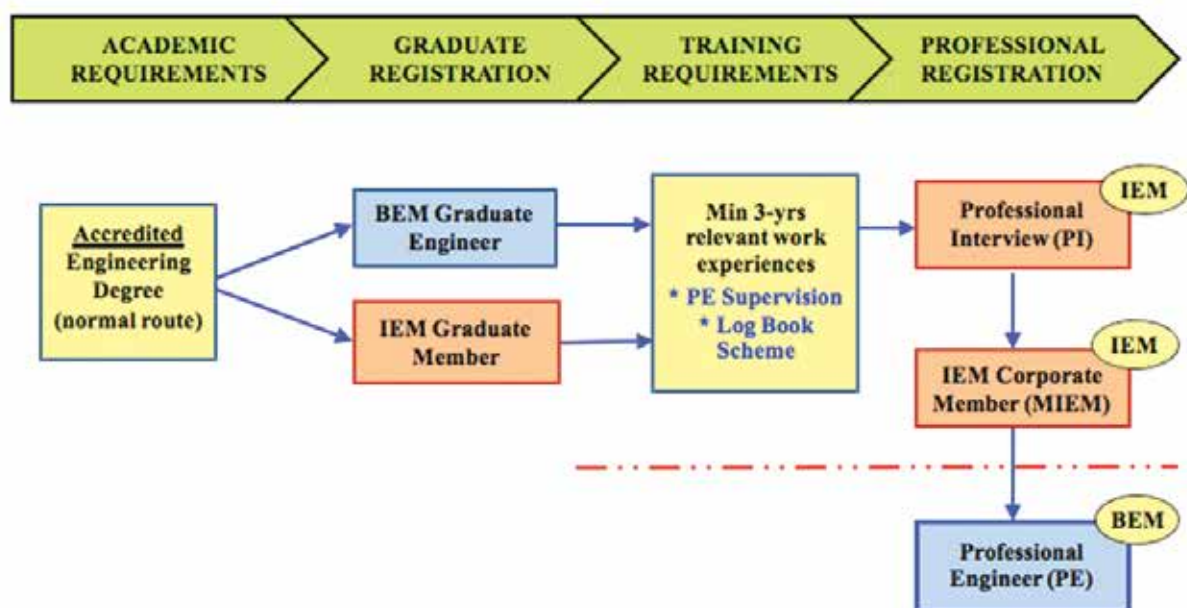 ACADEMIC
REQUIREMENTS
GRADUATE
REGISTRATION
TRAINING
REQUIREMENTS
PROFESSIONAL
REGISTRATION
Accredited
Engineering
Degree
(normal route)
BEM Graduate
Engineer
IEM Graduate
Member
Min 3-yrs
relevant work
experiences
* PE Supervision
* Log Book
Scheme
IEM
Professional
Interview (PI)
IEM
IEM Corporate
Member (MIEM)
BEM
Professional
Engineer (PE)